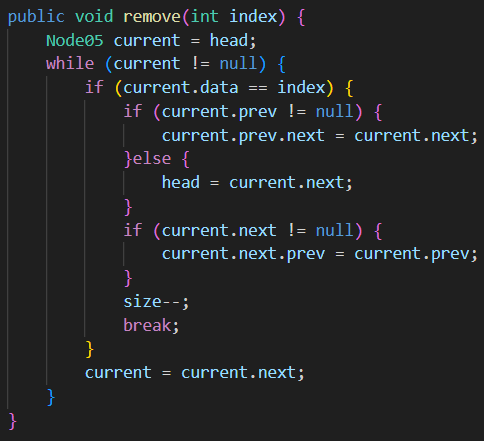 public void remove(int index) {
    Node05 current = head;
    while (current != null) {
        if (current.data == index) {
            if (current.prev != null) {
                current.prev.next = current.next;
            }else {
                head = current.next;
            }
            if (current.next != null) {
                current.next.prev = current.prev;
            }
            size--;
            break;
        }
        current = current.next;
    }
}